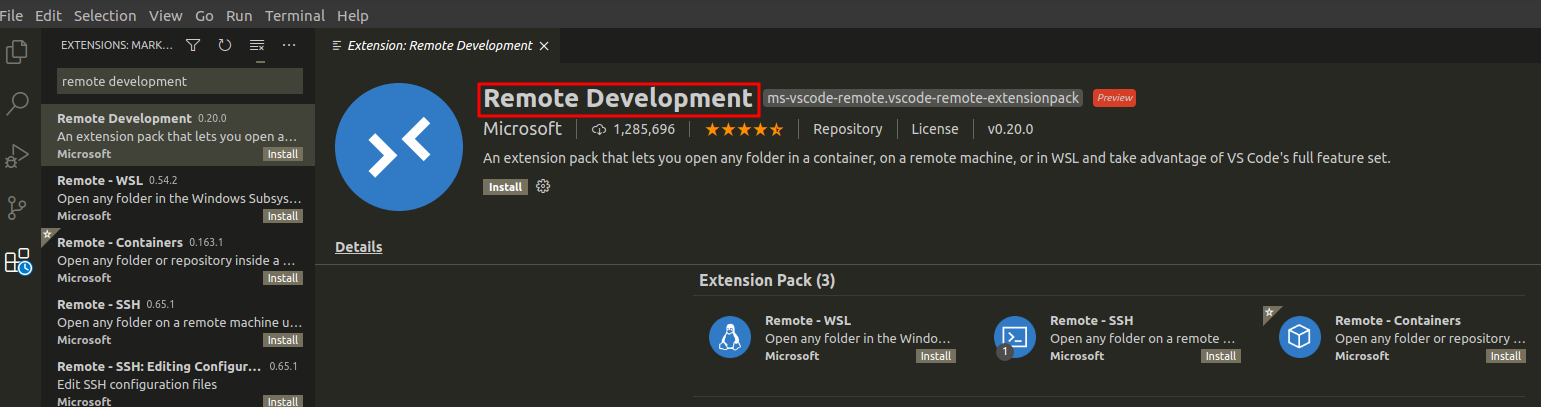 File Edit Selection View Go Run Terminal Help
EXTENSIONS: MARK...
remote development
Remote Development 0.20.0
An extension pack that lets you open a...
Microsoft Install
Remote - WSL 0.54.2
Open any folder in the Windows Subsys...
Microsoft Install
Remote - Containers 0.163.1
Open any folder or repository inside a ...
Microsoft Install
Remote - SSH 0.65.1
Open any folder on a remote machine u...
Microsoft Install
Remote - SSH: Editing Configur... 0.65.1
Edit SSH configuration files
Microsoft Install
Extension: Remote Development
Remote Development ms-vscode-remote.vscode-remote-extensionpack Preview
Microsoft 1,285,696 Repository License v0.20.0
An extension pack that lets you open any folder in a container, on a remote machine, or in WSL and take advantage of VS Code's full feature set.
Install
Details
Extension Pack (3)
Remote - WSL
Open any folder in the Windo...
Microsoft Install
Remote - SSH
Open any folder on a remote ...
1 Microsoft Install
Remote - Containers
Open any folder or repository ...
Microsoft Install